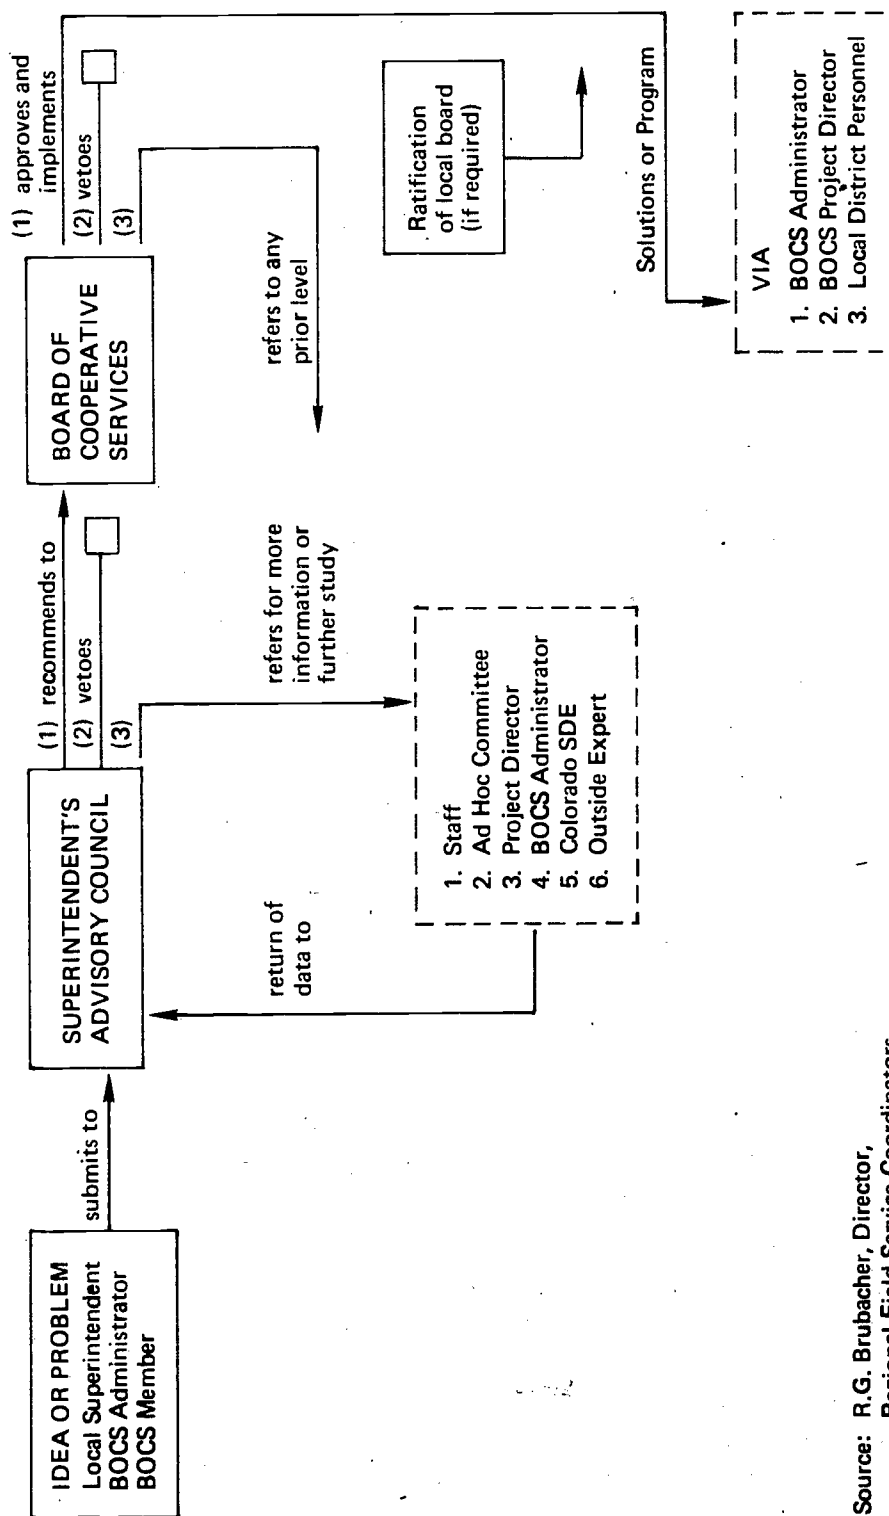 IDEA OR PROBLEM
Local Superintendent
BOCS Administrator
BOCS Member
submits to
SUPERINTENDENT'S
ADVISORY COUNCIL
(1) recommends to
(2) vetoes
(3)
refers for more
information or
further study
return of
data to
1. Staff
2. Ad Hoc Committee
3. Project Director
4. BOCS Administrator
5. Colorado SDE
6. Outside Expert
BOARD OF
COOPERATIVE
SERVICES
(1) approves and
implements
(2) vetoes
(3)
refers to any
prior level
Ratification
of local board
(if required)
Solutions or Program
VIA
1. BOCS Administrator
2. BOCS Project Director
3. Local District Personnel
Source: R.G. Brubacher, Director,
Regional Field Service Coordinators